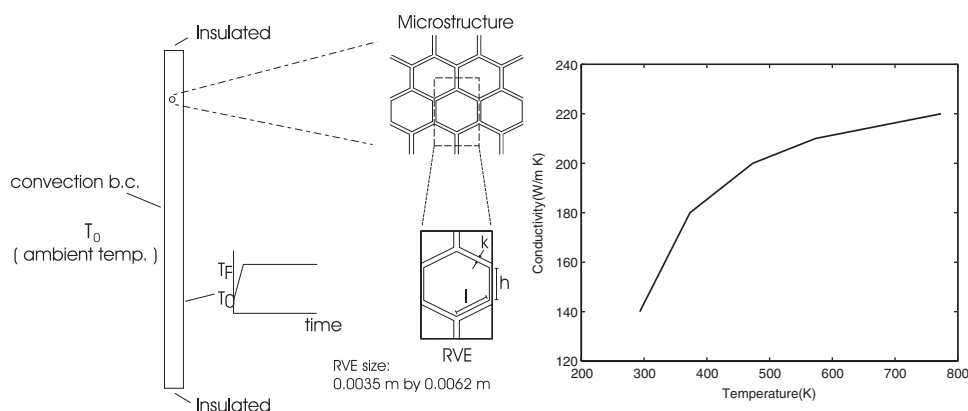 Insulated
Microstructure
convection b.c.
T0
( ambient temp. )
TF
T0
time
Insulated
k
l
h
RVE
RVE size:
0.0035 m by 0.0062 m
240
220
200
180
160
140
120
Conductivity(W/m K)
200
300
400
500
600
700
800
Temperature(K)